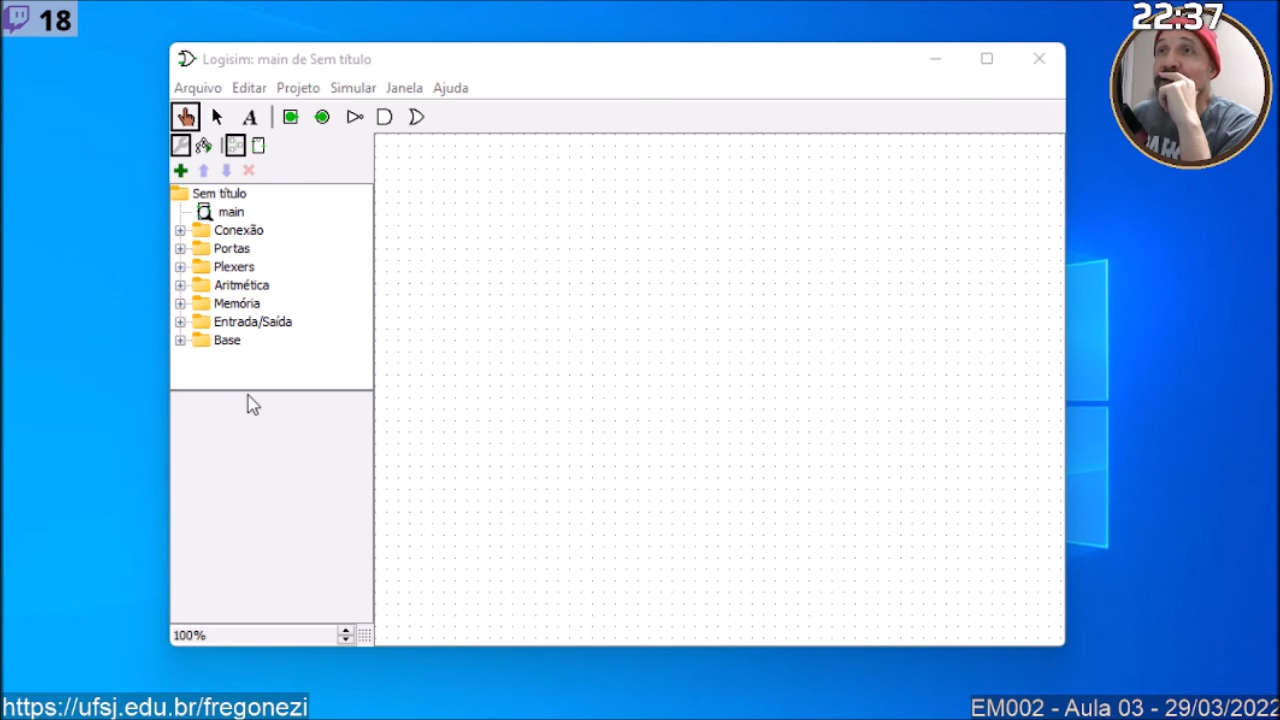 18
22:37
Logisim: main de Sem título
Arquivo Editar Projeto Simular Janela Ajuda
A
Sem título
main
Conexão
Portas
Plexers
Aritmética
Memória
Entrada/Saída
Base
100%
https://ufsj.edu.br/fregonezi
EM002 - Aula 03 - 29/03/2022